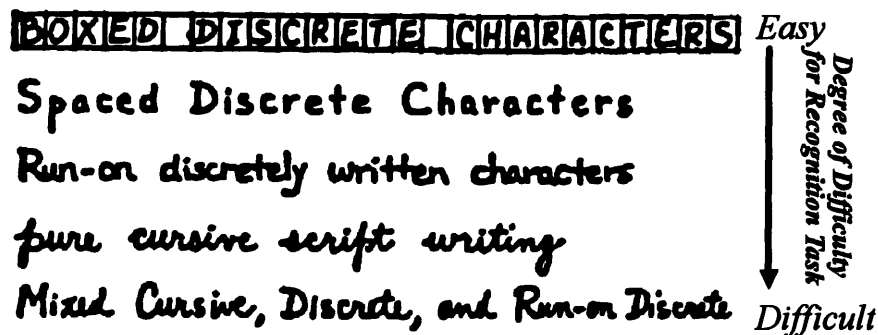 BOXED DISCRETE CHARACTERS
Spaced Discrete Characters
Run-on discretely written characters
pure cursive script writing
Mixed Cursive, Discrete, and Run-on Discrete
Easy
Degree of Difficulty
for Recognition Task
Difficult